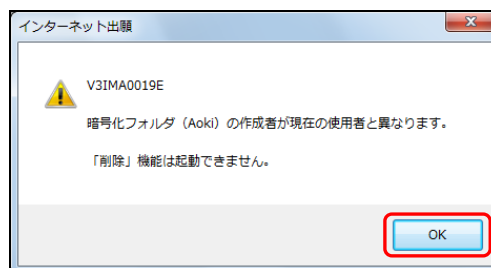 インターネット出願
V3IMA0019E
暗号化フォルダ（Aoki）の作成者が現在の使用者と異なります。
「削除」機能は起動できません。
OK